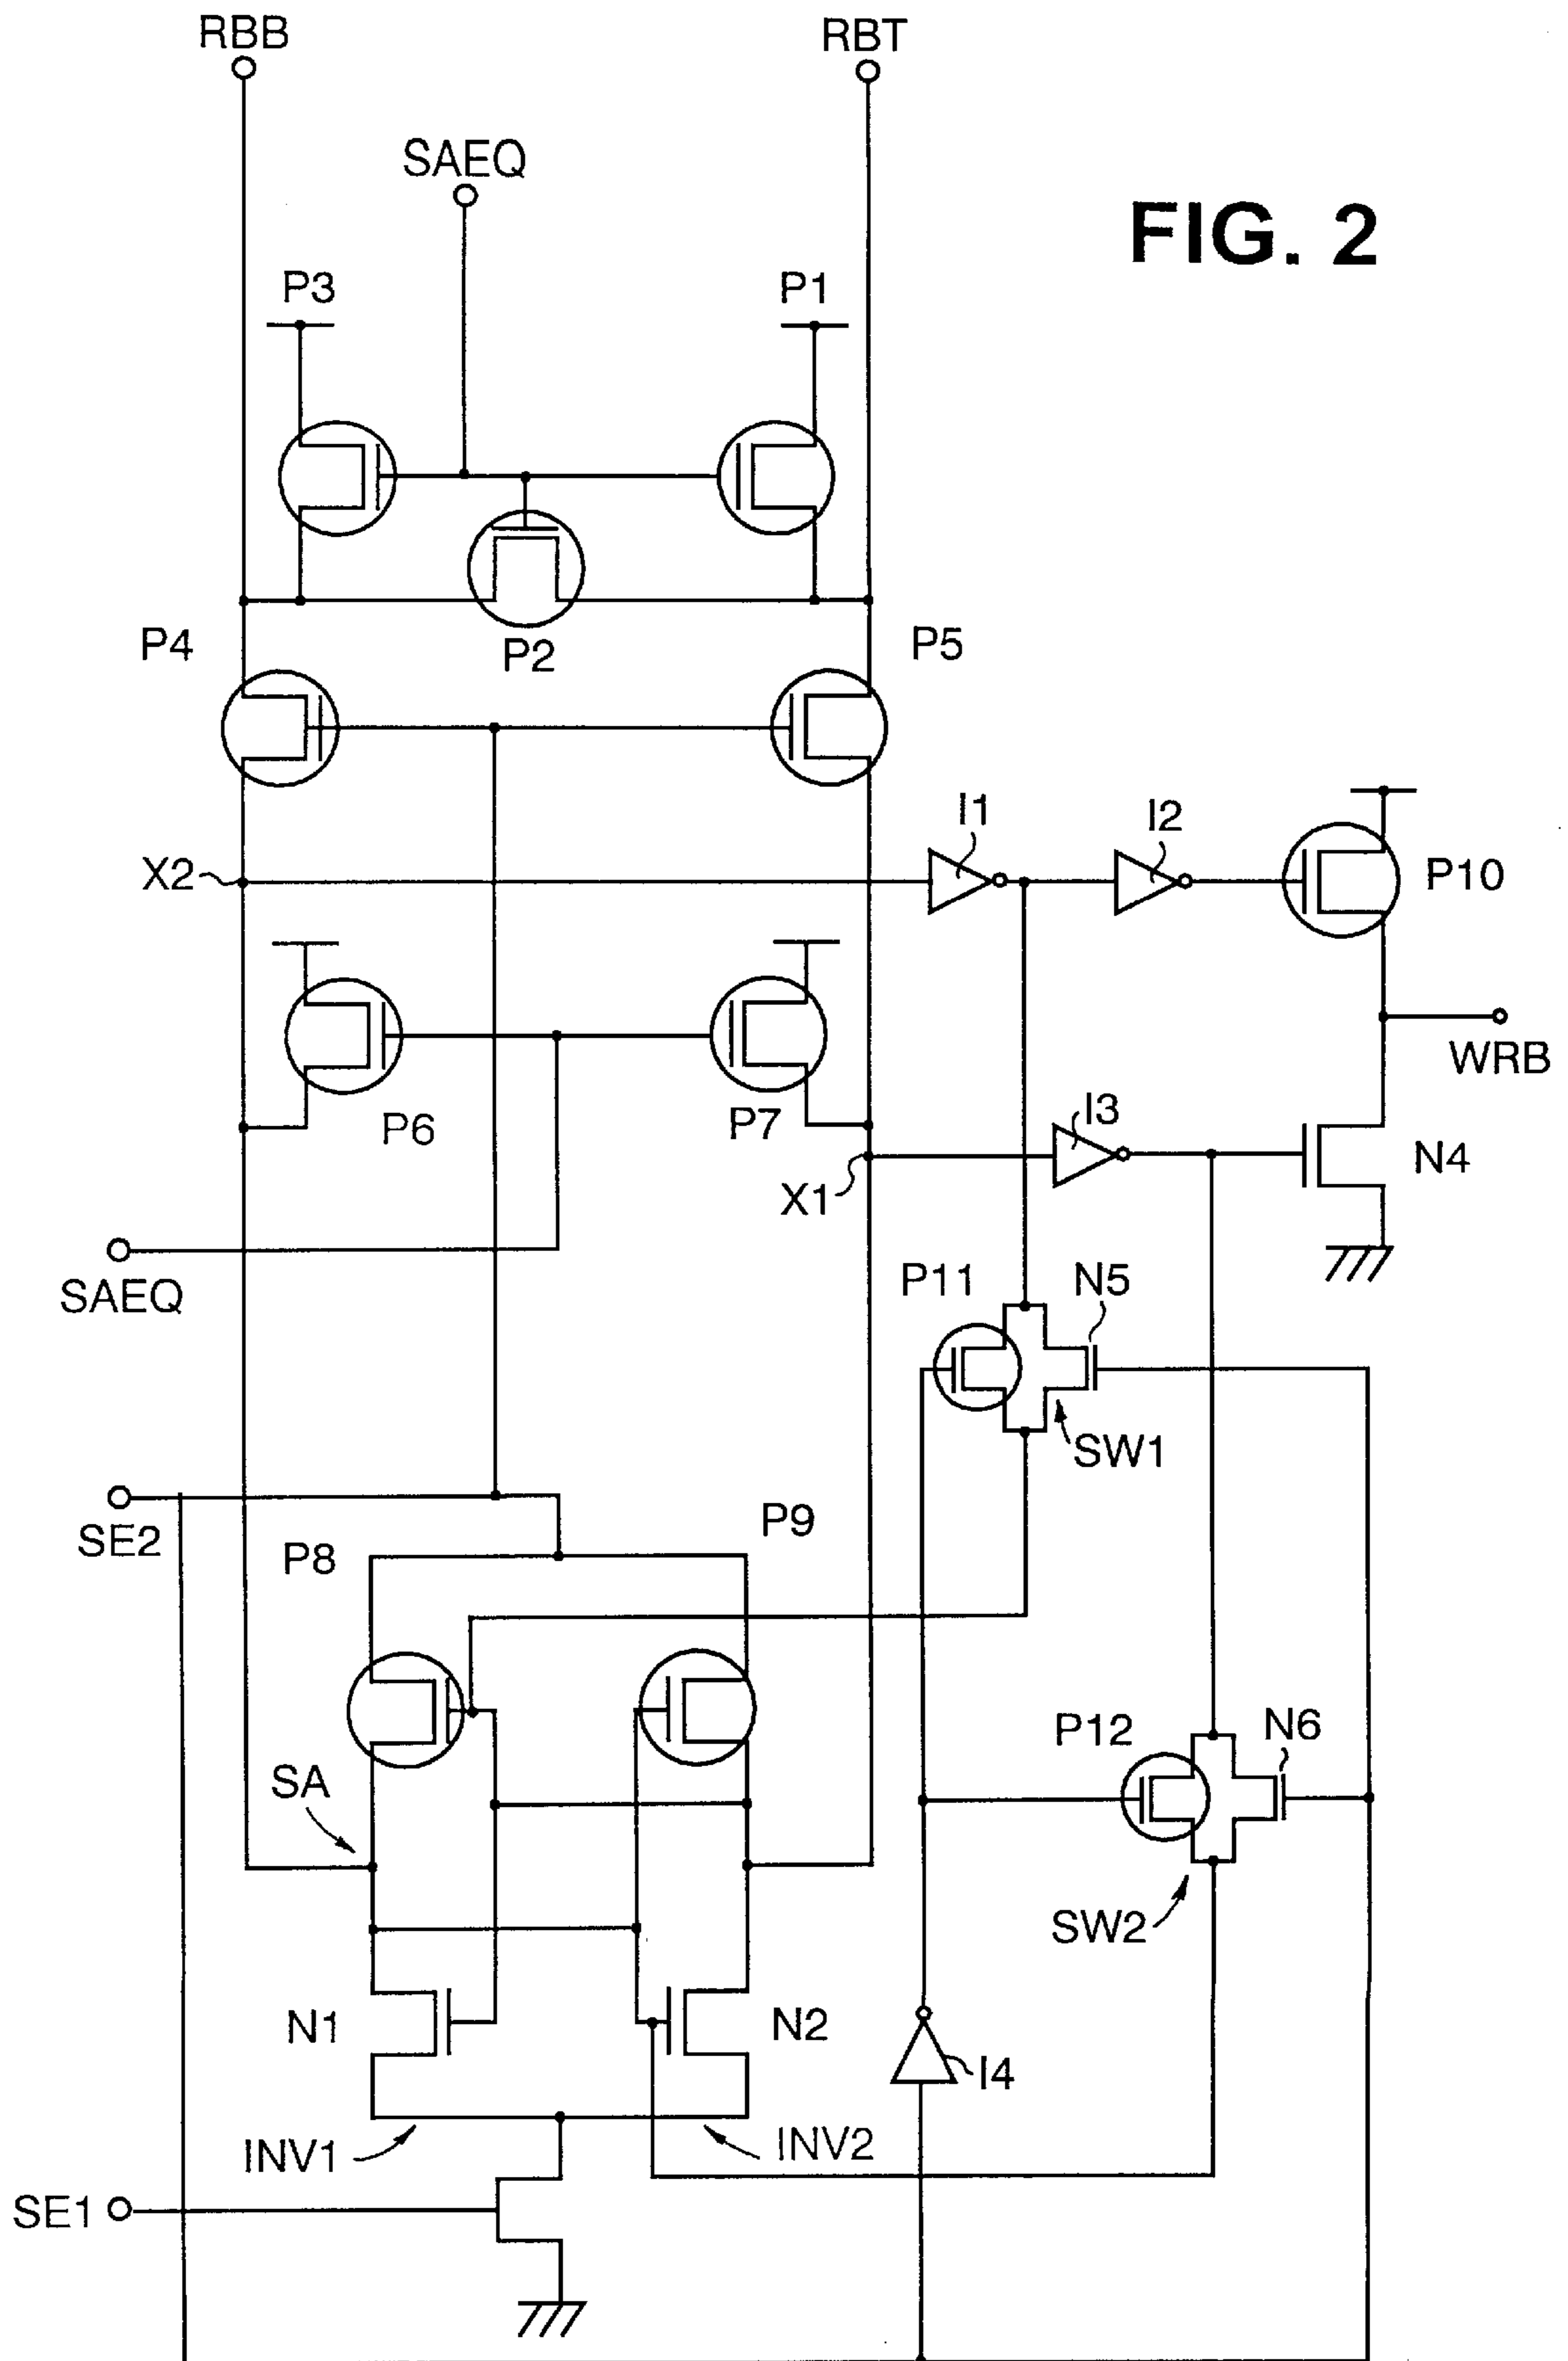 RBB
RBT
SAEQ
FIG. 2
P3
P1
P4
P2
P5
I1
I2
X2
P10
WRB
P6
P7
I3
X1
N4
SAEQ
P11
N5
SW1
SE2
P8
P9
P12
N6
SA
SW2
N1
N2
I4
INV1
INV2
SE1